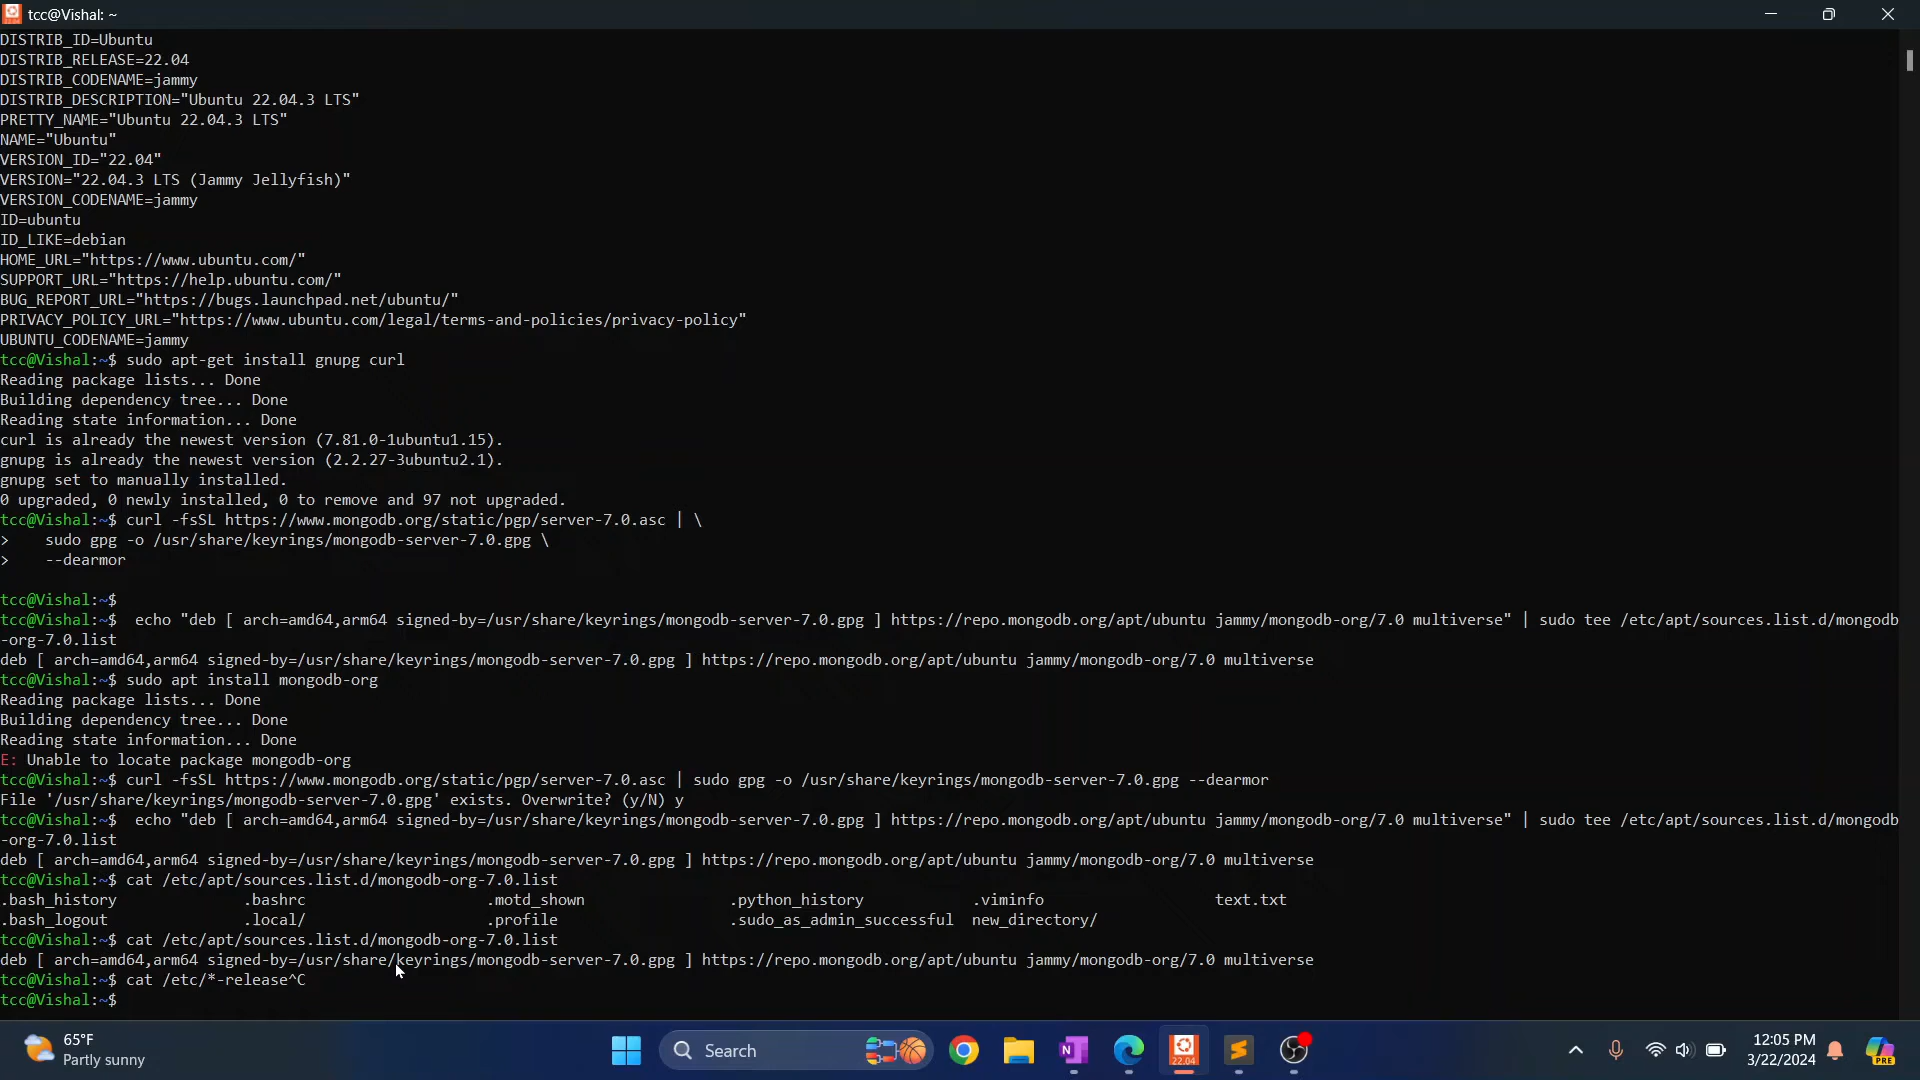 tcc@Vishal: ~
DISTRIB_ID=Ubuntu
DISTRIB_RELEASE=22.04
DISTRIB_CODENAME=jammy
DISTRIB_DESCRIPTION="Ubuntu 22.04.3 LTS"
PRETTY_NAME="Ubuntu 22.04.3 LTS"
NAME="Ubuntu"
VERSION_ID="22.04"
VERSION="22.04.3 LTS (Jammy Jellyfish)"
VERSION_CODENAME=jammy
ID=ubuntu
ID_LIKE=debian
HOME_URL="https://www.ubuntu.com/"
SUPPORT_URL="https://help.ubuntu.com/"
BUG_REPORT_URL="https://bugs.launchpad.net/ubuntu/"
PRIVACY_POLICY_URL="https://www.ubuntu.com/legal/terms-and-policies/privacy-policy"
UBUNTU_CODENAME=jammy
tcc@Vishal:~$ sudo apt-get install gnupg curl
Reading package lists... Done
Building dependency tree... Done
Reading state information... Done
curl is already the newest version (7.81.0-1ubuntu1.15).
gnupg is already the newest version (2.2.27-3ubuntu2.1).
gnupg set to manually installed.
0 upgraded, 0 newly installed, 0 to remove and 97 not upgraded.
tcc@Vishal:~$ curl -fsSL https://www.mongodb.org/static/pgp/server-7.0.asc | \
>    sudo gpg -o /usr/share/keyrings/mongodb-server-7.0.gpg \
>    --dearmor
tcc@Vishal:~$
tcc@Vishal:~$  echo "deb [ arch=amd64,arm64 signed-by=/usr/share/keyrings/mongodb-server-7.0.gpg ] https://repo.mongodb.org/apt/ubuntu jammy/mongodb-org/7.0 multiverse" | sudo tee /etc/apt/sources.list.d/mongodb
-org-7.0.list
deb [ arch=amd64,arm64 signed-by=/usr/share/keyrings/mongodb-server-7.0.gpg ] https://repo.mongodb.org/apt/ubuntu jammy/mongodb-org/7.0 multiverse
tcc@Vishal:~$ sudo apt install mongodb-org
Reading package lists... Done
Building dependency tree... Done
Reading state information... Done
E: Unable to locate package mongodb-org
tcc@Vishal:~$ curl -fsSL https://www.mongodb.org/static/pgp/server-7.0.asc | sudo gpg -o /usr/share/keyrings/mongodb-server-7.0.gpg --dearmor
File '/usr/share/keyrings/mongodb-server-7.0.gpg' exists. Overwrite? (y/N) y
tcc@Vishal:~$  echo "deb [ arch=amd64,arm64 signed-by=/usr/share/keyrings/mongodb-server-7.0.gpg ] https://repo.mongodb.org/apt/ubuntu jammy/mongodb-org/7.0 multiverse" | sudo tee /etc/apt/sources.list.d/mongodb
-org-7.0.list
deb [ arch=amd64,arm64 signed-by=/usr/share/keyrings/mongodb-server-7.0.gpg ] https://repo.mongodb.org/apt/ubuntu jammy/mongodb-org/7.0 multiverse
tcc@Vishal:~$ cat /etc/apt/sources.list.d/mongodb-org-7.0.list
.bash_history .bashrc .motd_shown .python_history .viminfo text.txt
.bash_logout .local/ .profile .sudo_as_admin_successful new_directory/
tcc@Vishal:~$ cat /etc/apt/sources.list.d/mongodb-org-7.0.list
deb [ arch=amd64,arm64 signed-by=/usr/share/keyrings/mongodb-server-7.0.gpg ] https://repo.mongodb.org/apt/ubuntu jammy/mongodb-org/7.0 multiverse
tcc@Vishal:~$ cat /etc/*-release^C
tcc@Vishal:~$
65°F
Partly sunny
Search
22.04
12:05 PM
3/22/2024
PRE